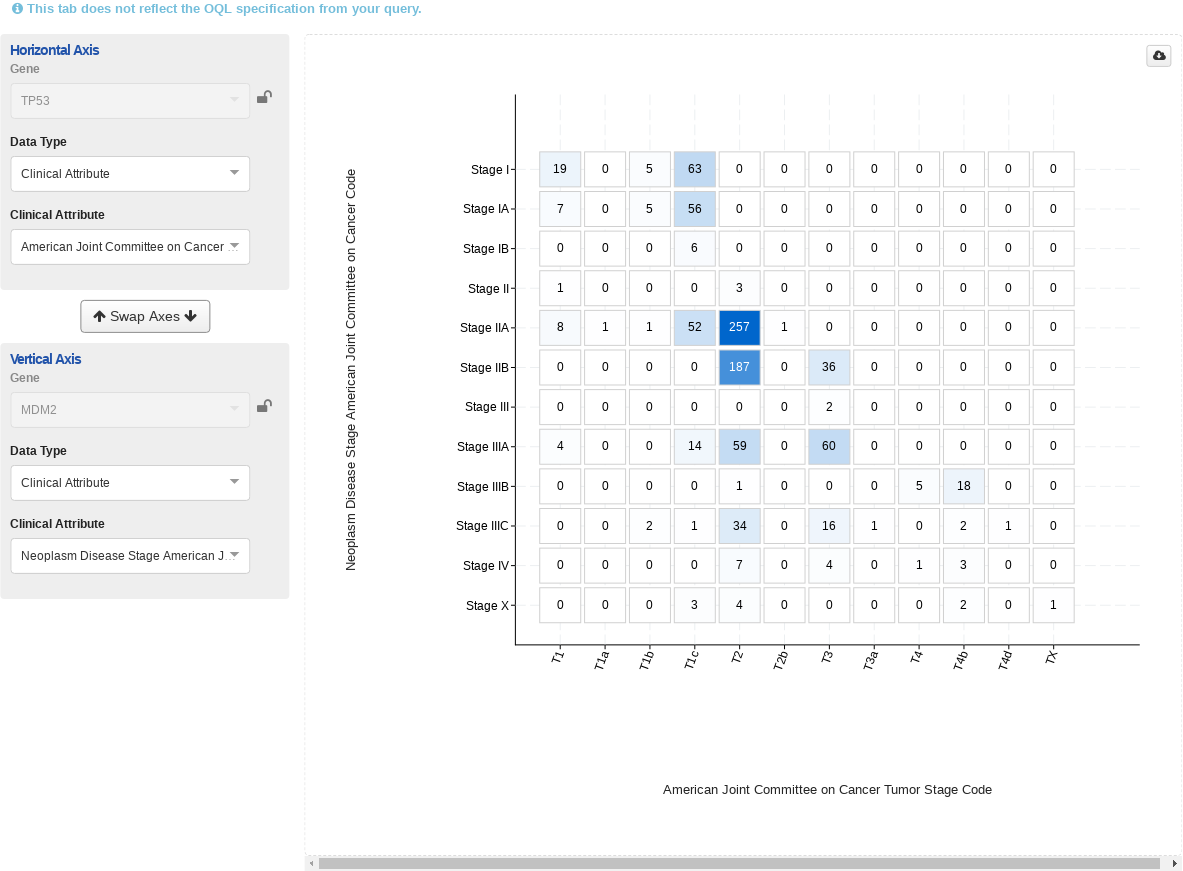 This tab does not reflect the OQL specification from your query.
Horizontal Axis
Gene
TP53
Data Type
Clinical Attribute
Clinical Attribute
American Joint Committee on Cancer ...
Swap Axes
Vertical Axis
Gene
MDM2
Data Type
Clinical Attribute
Clinical Attribute
Neoplasm Disease Stage American J...
Neoplasm Disease Stage American Joint Committee on Cancer Code
Stage I 19 0 5 63 0 0 0 0 0 0 0 0
Stage IA 7 0 5 56 0 0 0 0 0 0 0 0
Stage IB 0 0 0 6 0 0 0 0 0 0 0 0
Stage II 1 0 0 0 3 0 0 0 0 0 0 0
Stage IIA 8 1 1 52 257 1 0 0 0 0 0 0
Stage IIB 0 0 0 0 187 0 36 0 0 0 0 0
Stage III 0 0 0 0 0 0 2 0 0 0 0 0
Stage IIIA 4 0 0 14 59 0 60 0 0 0 0 0
Stage IIIB 0 0 0 0 1 0 0 0 5 18 0 0
Stage IIIC 0 0 2 1 34 0 16 1 0 2 1 0
Stage IV 0 0 0 0 7 0 4 0 1 3 0 0
Stage X 0 0 0 3 4 0 0 0 0 2 0 1
T1 T1a T1b T1c T2 T2b T3 T3a T4 T4b T4d TX
American Joint Committee on Cancer Tumor Stage Code